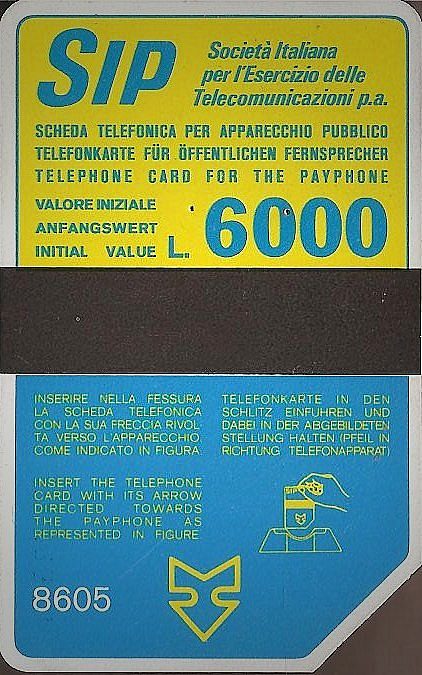 SIP
Società Italiana
per l'Esercizio delle
Telecomunicazioni p.a.
SCHEDA TELEFONICA PER APPARECCHIO PUBBLICO
TELEFONKARTE FÜR ÖFFENTLICHEN FERNSPRECHER
TELEPHONE CARD FOR THE PAYPHONE
VALORE INIZIALE
ANFANGSWERT
INITIAL VALUE L. 6000
INSERIRE NELLA FESSURA
LA SCHEDA TELEFONICA
CON LA SUA FRECCIA RIVOL-
TA VERSO L'APPARECCHIO
COME INDICATO IN FIGURA
TELEFONKARTE IN DEN
SCHLITZ EINFUHREN UND
DABEI IN DER ABGEBILDETEN
STELLUNG HALTEN (PFEIL IN
RICHTUNG TELEFONAPPARAT)
INSERT THE TELEPHONE
CARD WITH ITS ARROW
DIRECTED TOWARDS
THE PAYPHONE AS
REPRESENTED IN FIGURE
SIP
8605